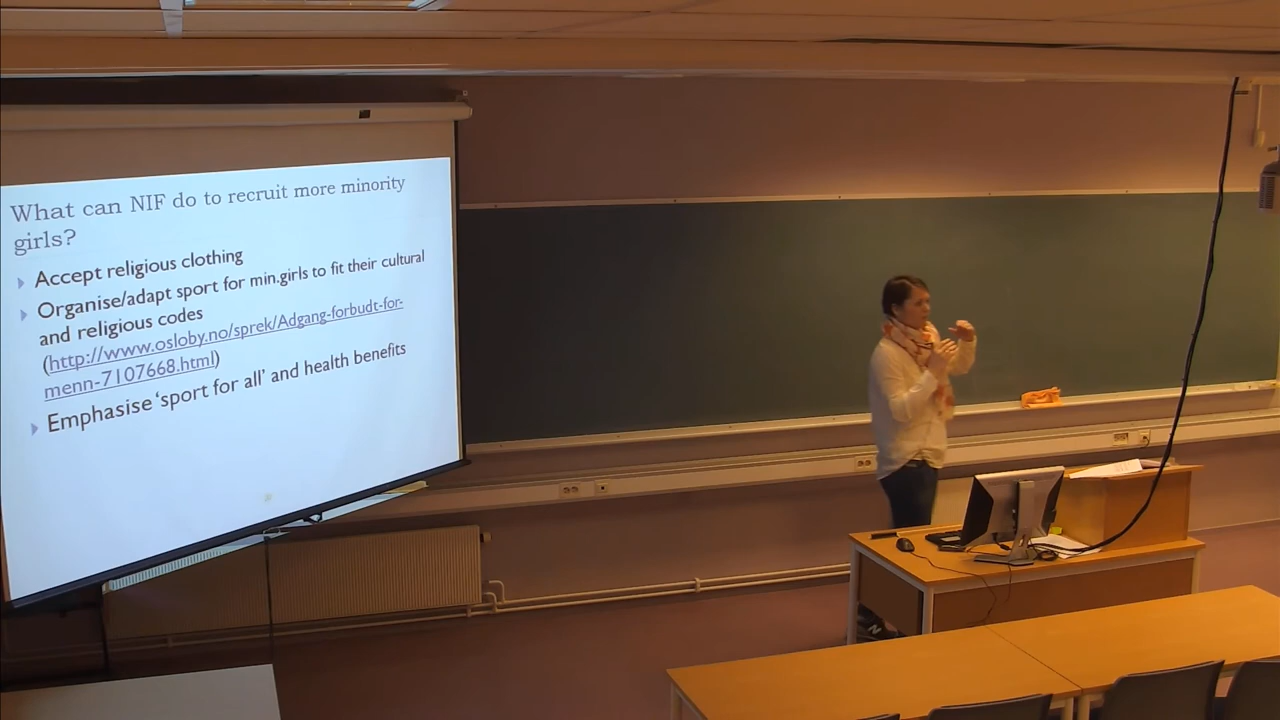 What can NIF do to recruit more minority
girls?
Accept religious clothing
Organise/adapt sport for min.girls to fit their cultural
and religious codes
(http://www.osloby.no/sprek/Adgang-forbudt-for-
menn-7107668.html)
Emphasise ‘sport for all’ and health benefits
N